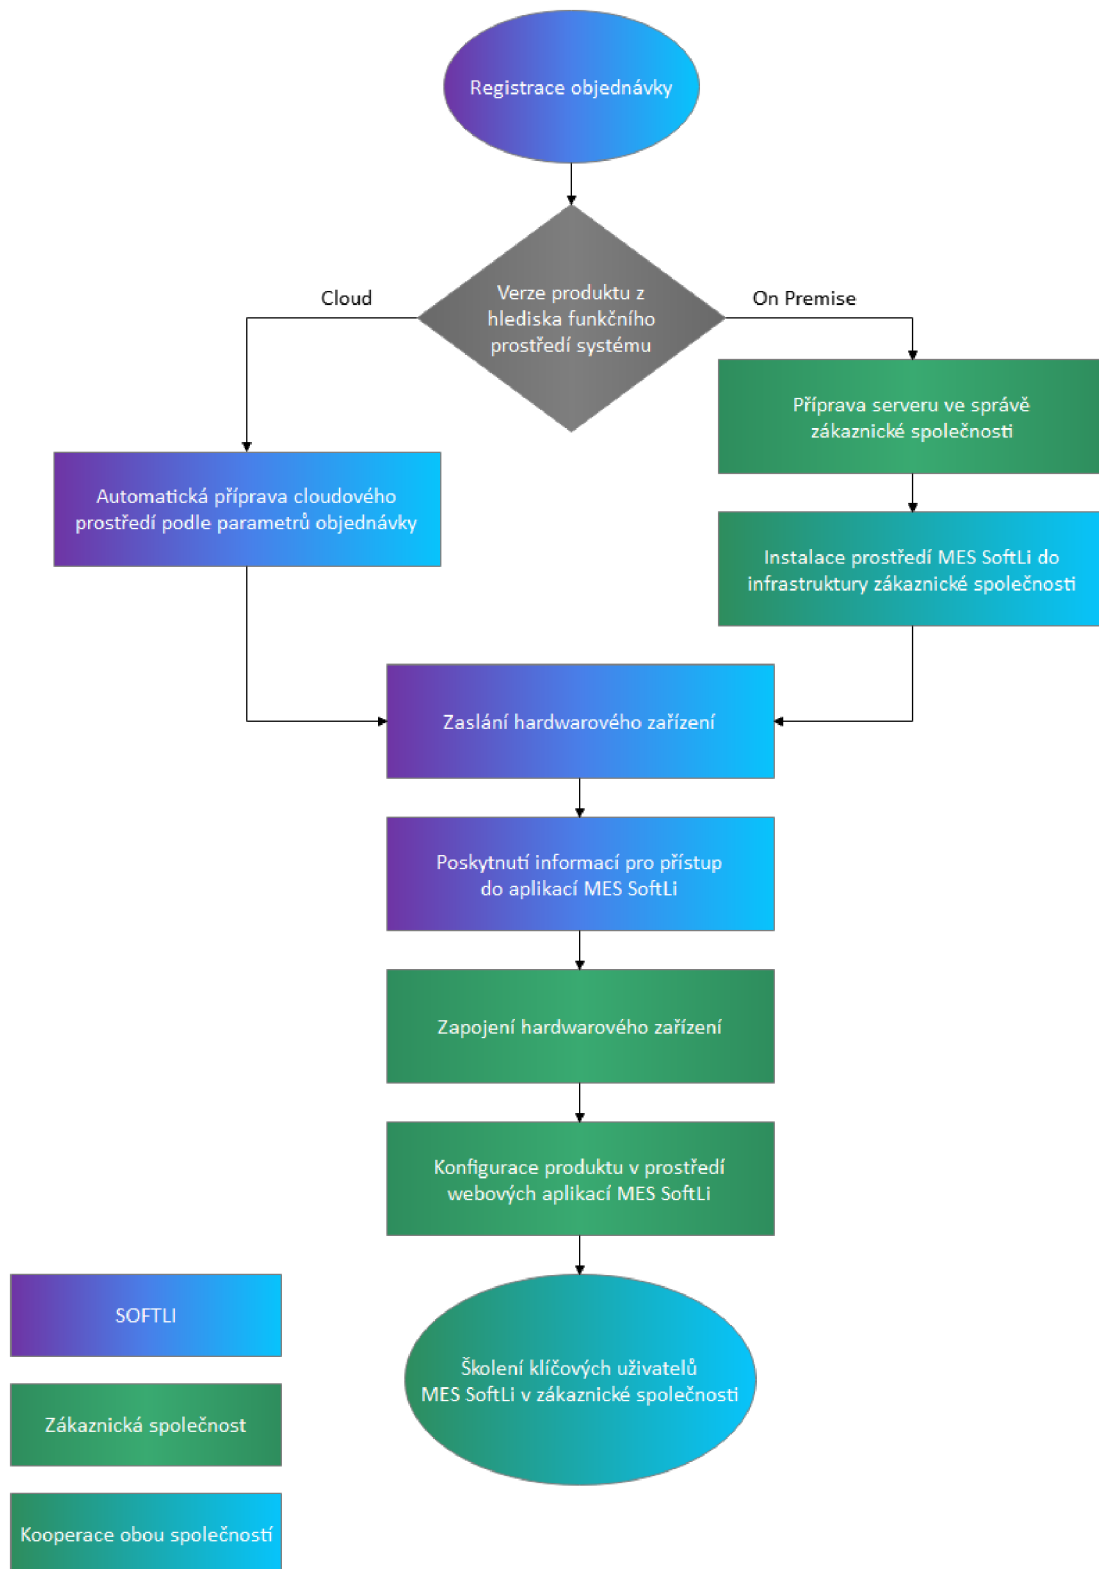 Registrace objednávky
Cloud
Verze produktu z
hlediska funkčního
prostředí systému
On Premise
Příprava serveru ve správě
zákaznické společnosti
Automatická příprava cloudového
prostředí podle parametrů objednávky
Instalace prostředí MES SoftLi do
infrastruktury zákaznické společnosti
Zaslání hardwarového zařízení
Poskytnutí informací pro přístup
do aplikací MES SoftLi
Zapojení hardwarového zařízení
Konfigurace produktu v prostředí
webových aplikací MES SoftLi
Školení klíčových uživatelů
MES SoftLi v zákaznické společnosti
SOFTLI
Zákaznická společnost
Kooperace obou společností